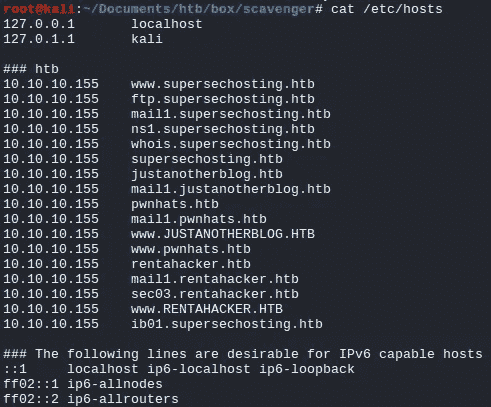 root@kali:~/Documents/htb/box/scavenger# cat /etc/hosts
127.0.0.1 localhost
127.0.1.1 kali
### htb
10.10.10.155 www.supersechosting.htb
10.10.10.155 ftp.supersechosting.htb
10.10.10.155 mail1.supersechosting.htb
10.10.10.155 ns1.supersechosting.htb
10.10.10.155 whois.supersechosting.htb
10.10.10.155 supersechosting.htb
10.10.10.155 justanotherblog.htb
10.10.10.155 mail1.justanotherblog.htb
10.10.10.155 pwnhats.htb
10.10.10.155 mail1.pwnhats.htb
10.10.10.155 www.JUSTANOTHERBLOG.HTB
10.10.10.155 www.pwnhats.htb
10.10.10.155 rentahacker.htb
10.10.10.155 mail1.rentahacker.htb
10.10.10.155 sec03.rentahacker.htb
10.10.10.155 www.RENTAHACKER.HTB
10.10.10.155 ib01.supersechosting.htb
### The following lines are desirable for IPv6 capable hosts
::1 localhost ip6-localhost ip6-loopback
ff02::1 ip6-allnodes
ff02::2 ip6-allrouters